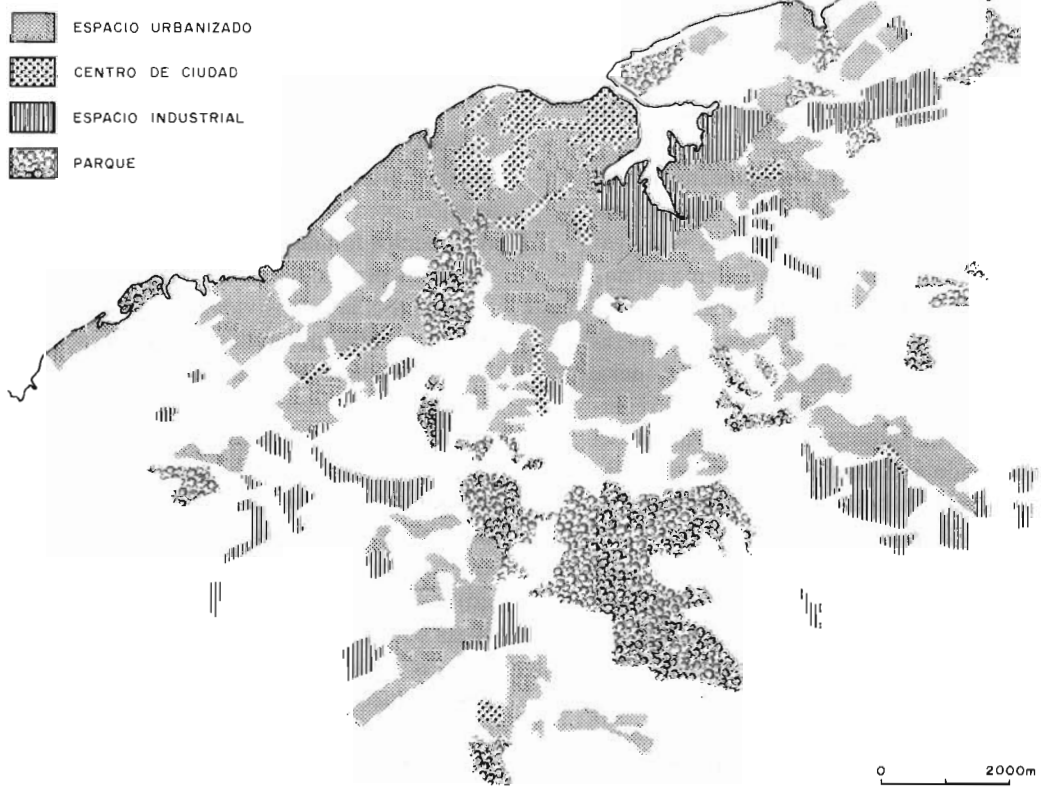 ESPACIO URBANIZADO
CENTRO DE CIUDAD
ESPACIO INDUSTRIAL
PARQUE
0 2000m